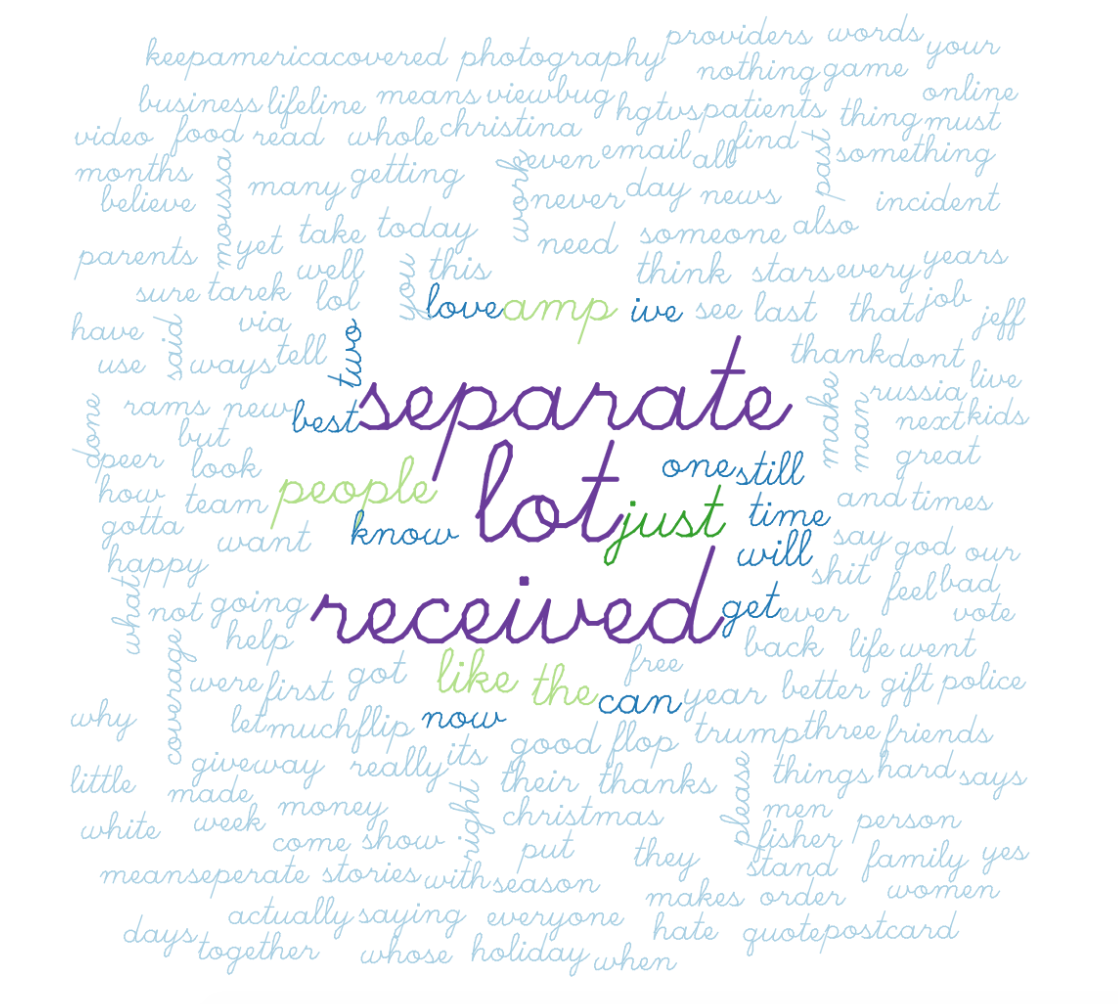 keepamericacovered photography providers words your
nothing game
business lifeline means viewbug hgtvs patients thing online
must
video food read whole christina find past
months many getting work even email all something
believe moussa never day news incident
yet take today need someone also
parents well you this think stars every years
sure tarek lol love amp ive see last that job jeff
have said via two
use ways tell thank dont live
separate
done rams new best make man russia next kids
but
peer look one still great
how team people lot just time and times
gotta want know will say god our
happy shit feel bad
what not going received get ever vote
help back life went
coverage were first got like the free
why let much flip now can year better gift police
good flop trump three friends
giveway really its their thanks please things hard says
little made right
white week money christmas men person
come show put they fisher stand family yes
mean seperate stories with season makes order women
actually saying everyone hate quote postcard
days together whose holiday when